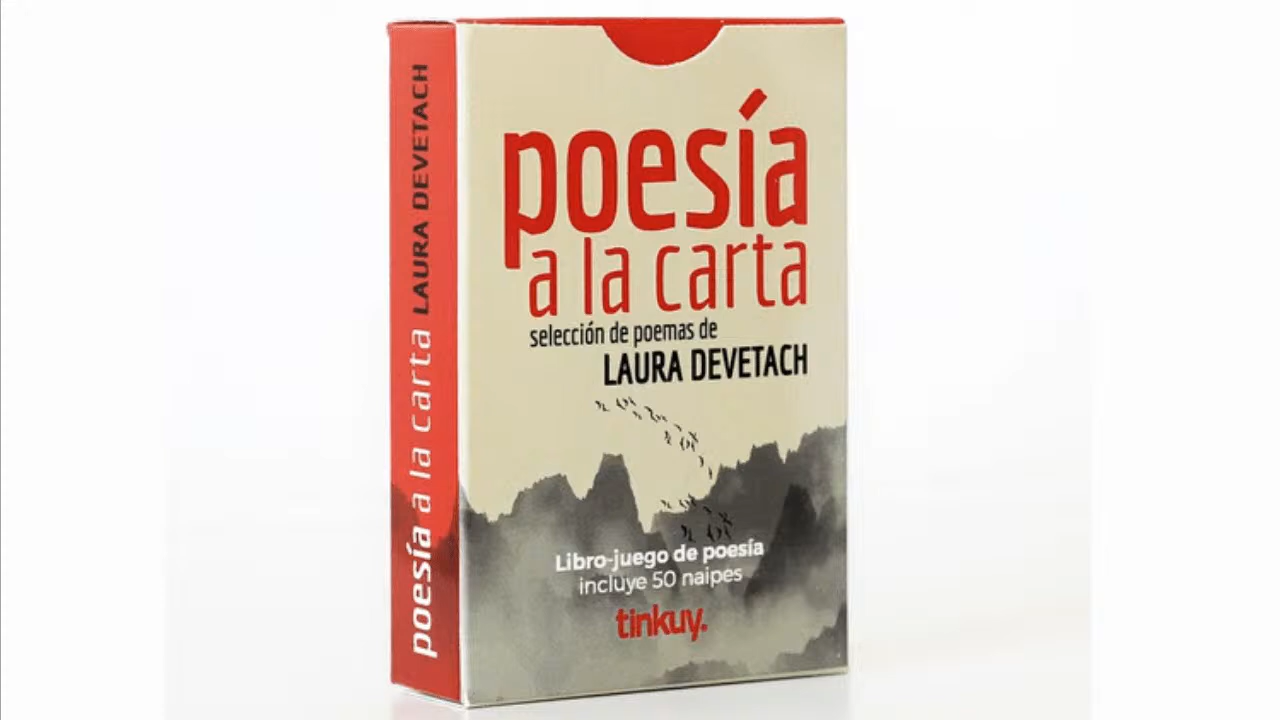 poesía
a la carta
selección de poemas de
LAURA DEVETACH
Libro-juego de poesía
incluye 50 naipes
tinkuy.
poesía a la carta LAURA DEVETACH